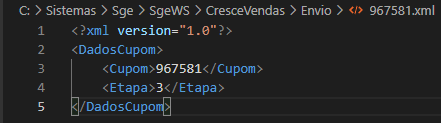 C: > Sistemas > Sge > SgeWS > CresceVendas > Envio > 967581.xml
1 <?xml version="1.0"?>
2 <DadosCupom>
3 <Cupom>967581</Cupom>
4 <Etapa>3</Etapa>
5 </DadosCupom>